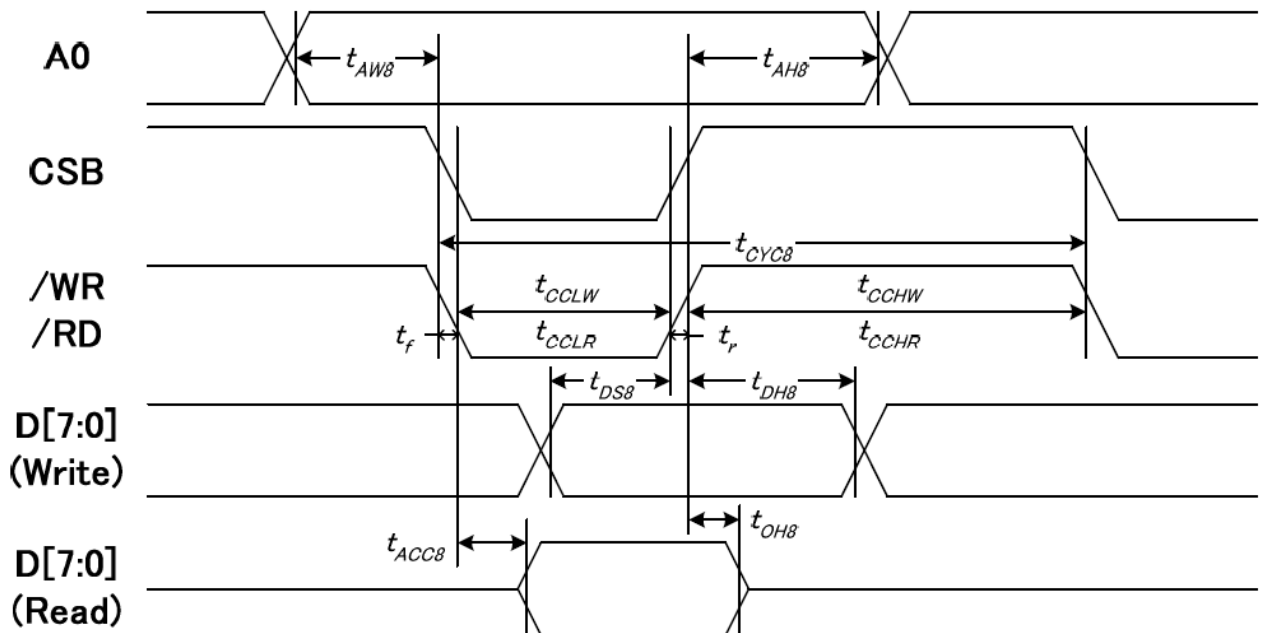 A0
t_AW8
t_AH8
CSB
t_CYC8
/WR
/RD
t_CCLW
t_CCHW
t_f
t_CCLR
t_r
t_CCHR
t_DS8
t_DH8
D[7:0]
(Write)
t_OH8
t_ACC8
D[7:0]
(Read)